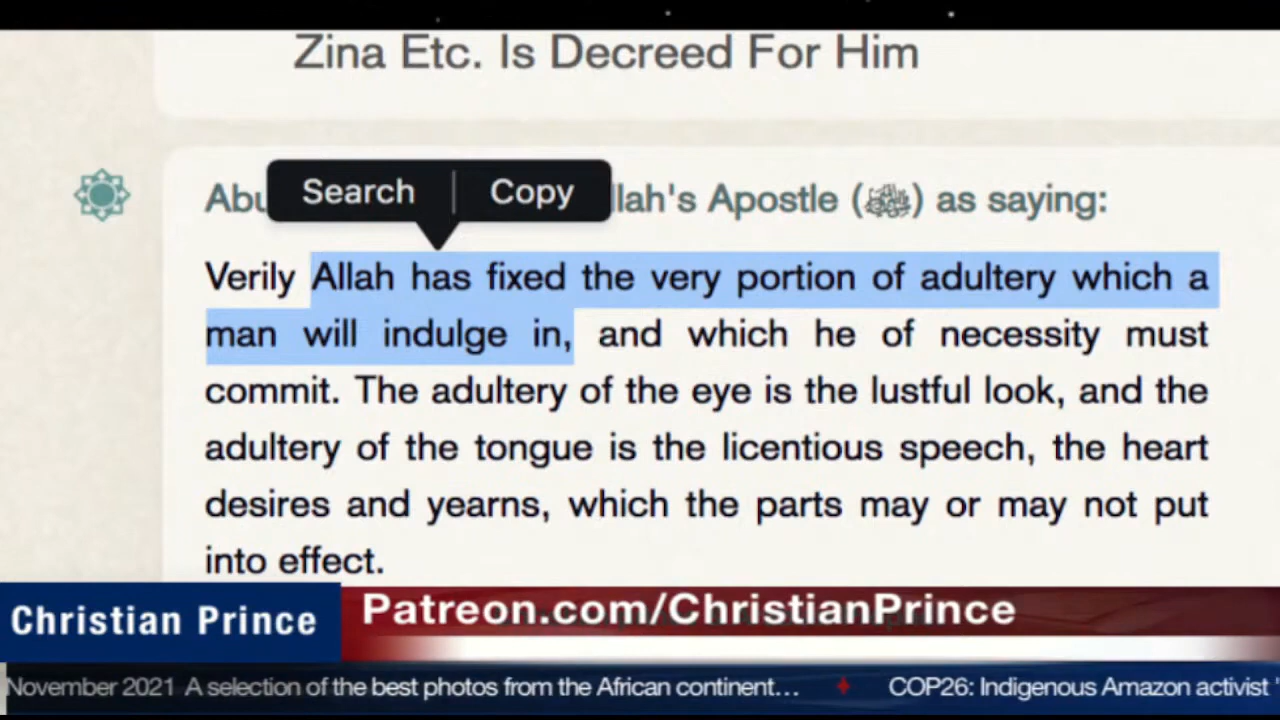 Zina Etc. Is Decreed For Him
Search Copy
Abu llah's Apostle (ﷺ) as saying:
Verily Allah has fixed the very portion of adultery which a
man will indulge in, and which he of necessity must
commit. The adultery of the eye is the lustful look, and the
adultery of the tongue is the licentious speech, the heart
desires and yearns, which the parts may or may not put
into effect.
Christian Prince
Patreon.com/ChristianPrince
November 2021 A selection of the best photos from the African continent... COP26: Indigenous Amazon activist '